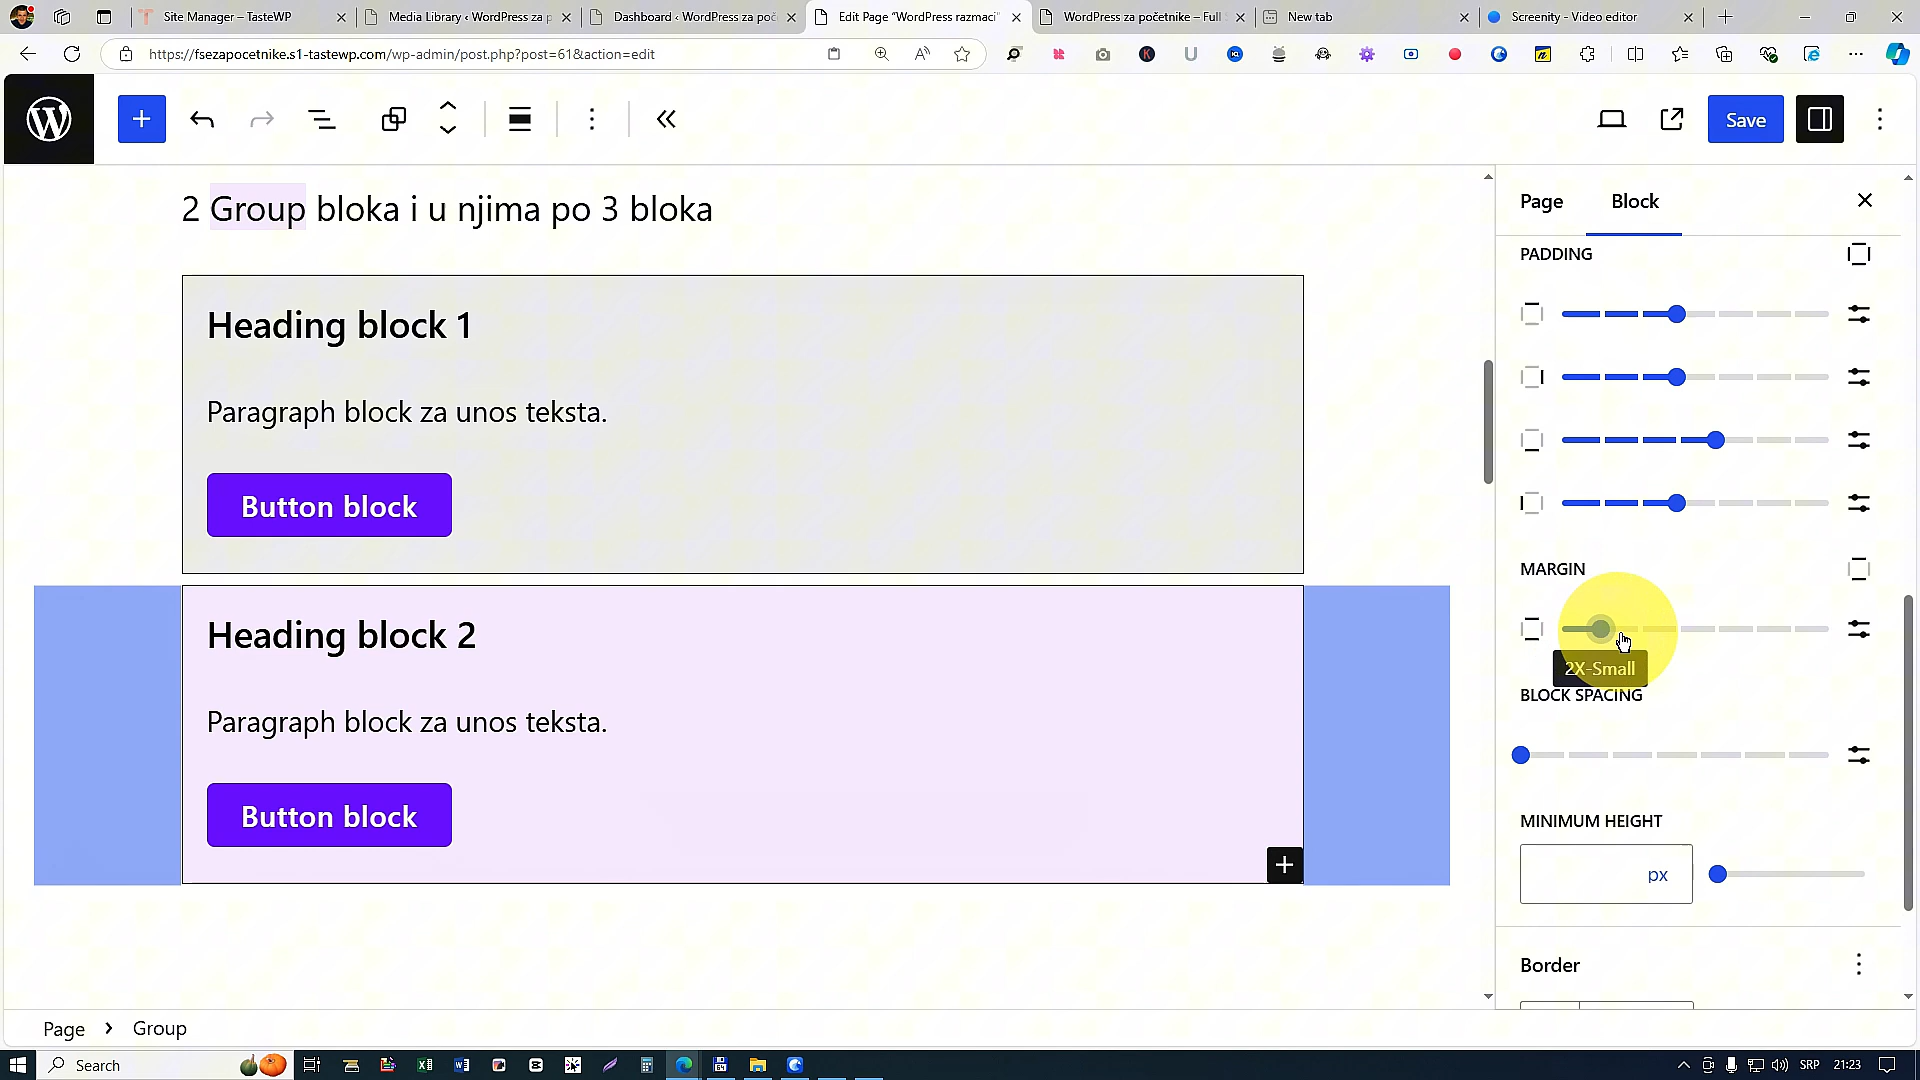 Site Manager – TasteWP
Media Library ‹ WordPress za p
Dashboard ‹ WordPress za poč
Edit Page "WordPress razmaci"
WordPress za početnike – Full
New tab
Screenity - Video editor
https://fsezapocetnike.s1-tastewp.com/wp-admin/post.php?post=61&action=edit
Save
2 Group bloka i u njima po 3 bloka
Heading block 1
Paragraph block za unos teksta.
Button block
Heading block 2
Paragraph block za unos teksta.
Button block
Page
Block
PADDING
MARGIN
2X-Small
BLOCK SPACING
MINIMUM HEIGHT
px
Border
Page
Group
Search
SRP
21:23